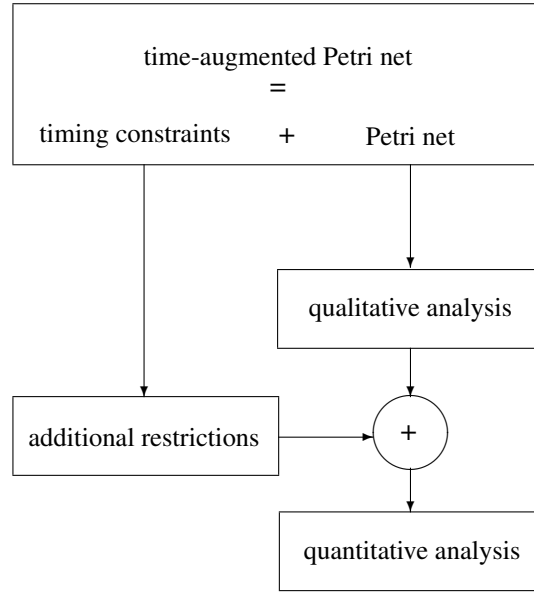 time-augmented Petri net
=
timing constraints + Petri net
qualitative analysis
additional restrictions
+
quantitative analysis